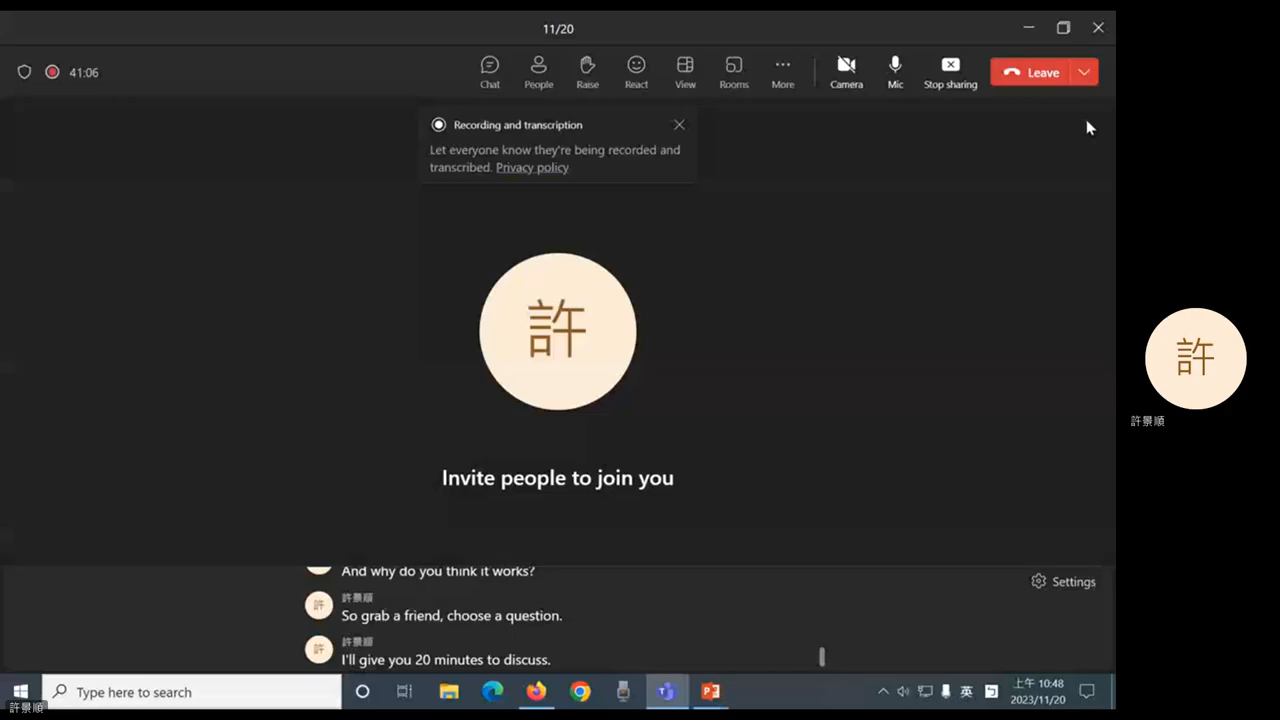 11/20
41:06
Chat
People
Raise
React
View
Rooms
More
Camera
Mic
Stop sharing
Leave
Recording and transcription
Let everyone know they're being recorded and
transcribed. Privacy policy
許
許
許景順
Invite people to join you
And why do you think it works?
Settings
許景順
許
So grab a friend, choose a question.
許景順
許
I'll give you 20 minutes to discuss.
Type here to search
英
上午 10:48
2023/11/20
許景順